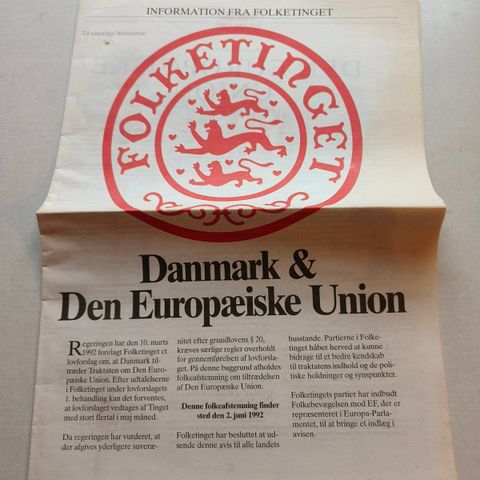 INFORMATION FRA FOLKETINGET
Til samtlige husstande
FOLKETINGET
Danmark &
Den Europæiske Union
Regeringen har den 10. marts
1992 forelagt Folketinget et
lovforslag om, at Danmark til-
træder Traktaten om Den Euro-
pæiske Union. Efter udtalelserne
i Folketinget under lovforslagets
1. behandling kan det forventes,
at lovforslaget vedtages af Tinget
med stort flertal i maj måned.
Da regeringen har vurderet, at
der afgives yderligere suveræ-
nitet efter grundlovens § 20,
kræves særlige regler overholdt
for gennemførelsen af lovforsla-
get. På denne baggrund afholdes
folkeafstemning om tiltrædelsen
af Den Europæiske Union.
Denne folkeafstemning finder
sted den 2. juni 1992
Folketinget har besluttet at ud-
sende denne avis til alle landets
husstande. Partierne i Folke-
tinget håber herved at kunne
bidrage til et bedre kendskab
til traktatens indhold og de po-
litiske holdninger og synspunkter.
Folketingets partier har indbudt
Folkebevægelsen mod EF, der er
repræsenteret i Europa-Parla-
mentet, til at bringe et indlæg i
avisen.